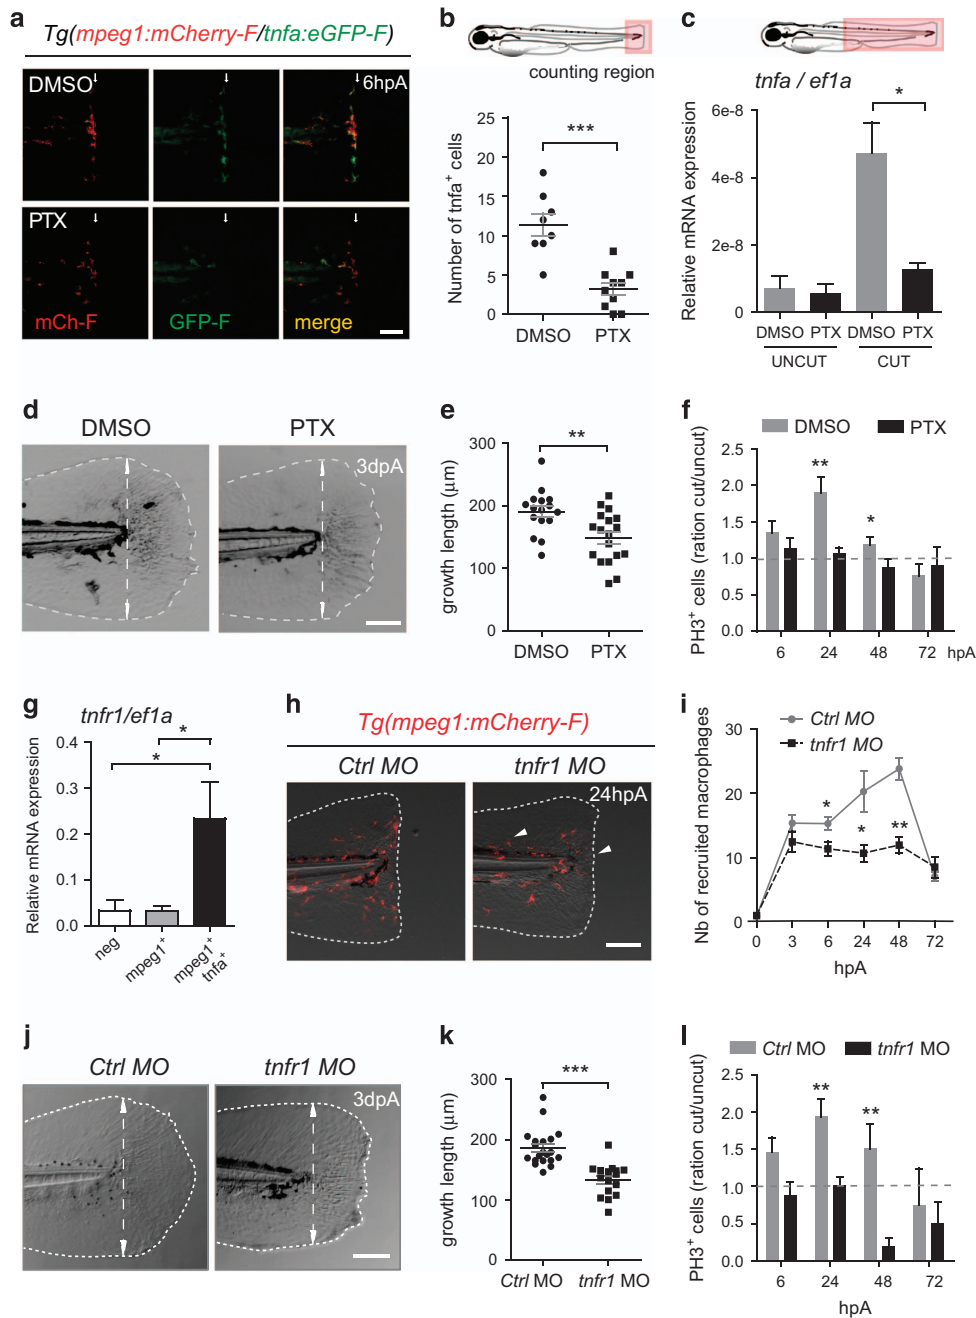 a
Tg(mpeg1:mCherry-F/tnfa:eGFP-F)
DMSO
6hpA
PTX
mCh-F
GFP-F
merge
b
counting region
Number of tnfa+ cells
25
20
15
10
5
0
***
DMSO PTX
c
tnfa / ef1a
Relative mRNA expression
6e-8
4e-8
2e-8
0
*
DMSO PTX DMSO PTX
UNCUT CUT
d
DMSO PTX
3dpA
e
growth length (μm)
300
200
100
0
**
DMSO PTX
f
DMSO PTX
PH3+ cells (ration cut/uncut)
2.5
2.0
1.5
1.0
0.5
0.0
**
*
6 24 48 72 hpA
g
tnfr1/ef1a
Relative mRNA expression
0.4
0.3
0.2
0.1
0.0
*
*
neg
mpeg1+
mpeg1+
tnfa+
h
Tg(mpeg1:mCherry-F)
Ctrl MO tnfr1 MO
24hpA
i
Ctrl MO
tnfr1 MO
Nb of recruited macrophages
30
20
10
0
*
*
**
0 3 6 24 48 72
hpA
j
Ctrl MO tnfr1 MO
3dpA
k
growth length (μm)
300
200
100
0
***
Ctrl MO tnfr1 MO
l
Ctrl MO tnfr1 MO
PH3+ cells (ration cut/uncut)
2.5
2.0
1.5
1.0
0.5
0.0
**
**
6 24 48 72
hpA